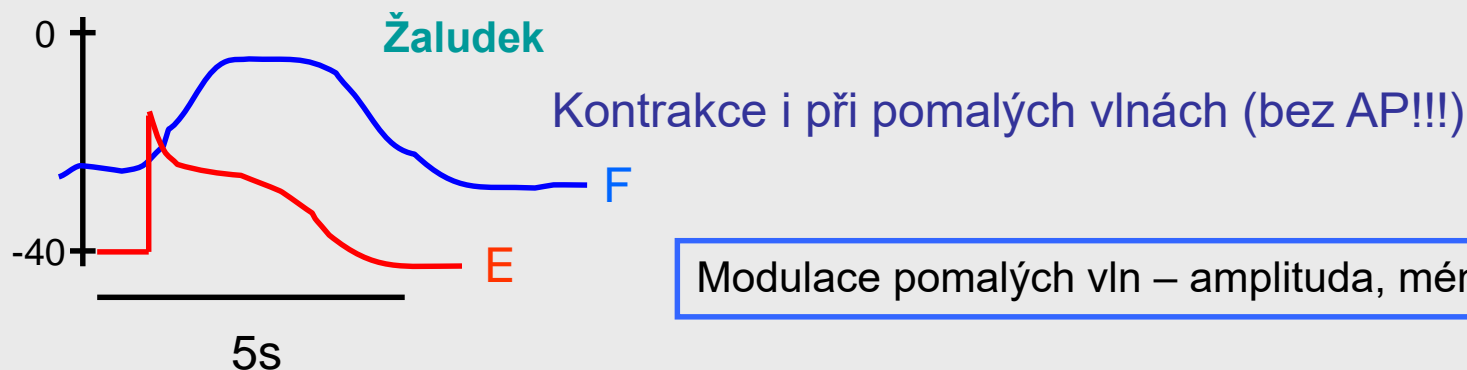 0
Žaludek
Kontrakce i při pomalých vlnách (bez AP!!!)
F
-40
E
Modulace pomalých vln – amplituda,
5s